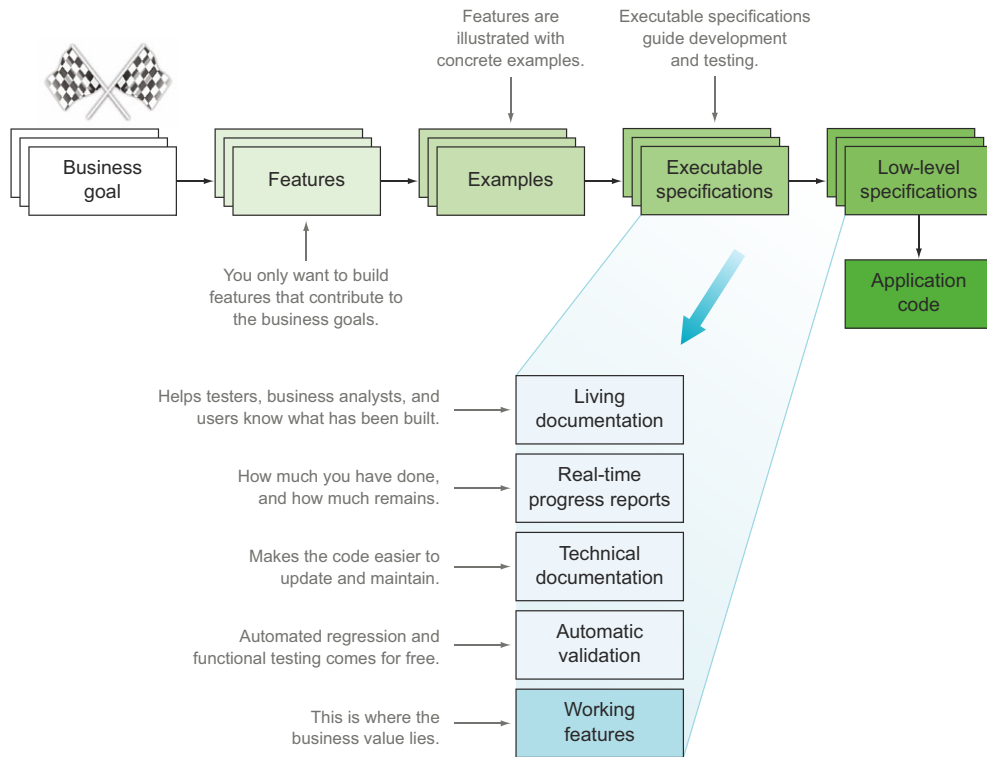 Features are
illustrated with
concrete examples.
Executable specifications
guide development
and testing.
Business
goal
Features
Examples
Executable
specifications
Low-level
specifications
You only want to build
features that contribute to
the business goals.
Application
code
Helps testers, business analysts, and
users know what has been built.
Living
documentation
How much you have done,
and how much remains.
Real-time
progress reports
Makes the code easier to
update and maintain.
Technical
documentation
Automated regression and
functional testing comes for free.
Automatic
validation
This is where the
business value lies.
Working
features